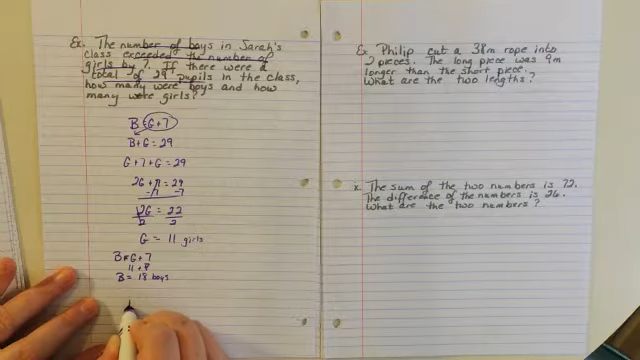 Ex. The number of boys in Sarah's
class exceeded the number of
girls by 7. If there were a
total of 29 pupils in the class,
how many were boys and how
many were girls?
B = G + 7
B + G = 29
G + 7 + G = 29
2G + 7 = 29
-7 -7
2G = 22
2 2
G = 11 girls
B = G + 7
11 + 7
B = 18 boys
Ex Philip cut a 38m rope into
2 pieces. The long piece was 9m
longer than the short piece.
What are the two lengths?
x. The sum of the two numbers is 72.
The difference of the numbers is 26.
What are the two numbers?